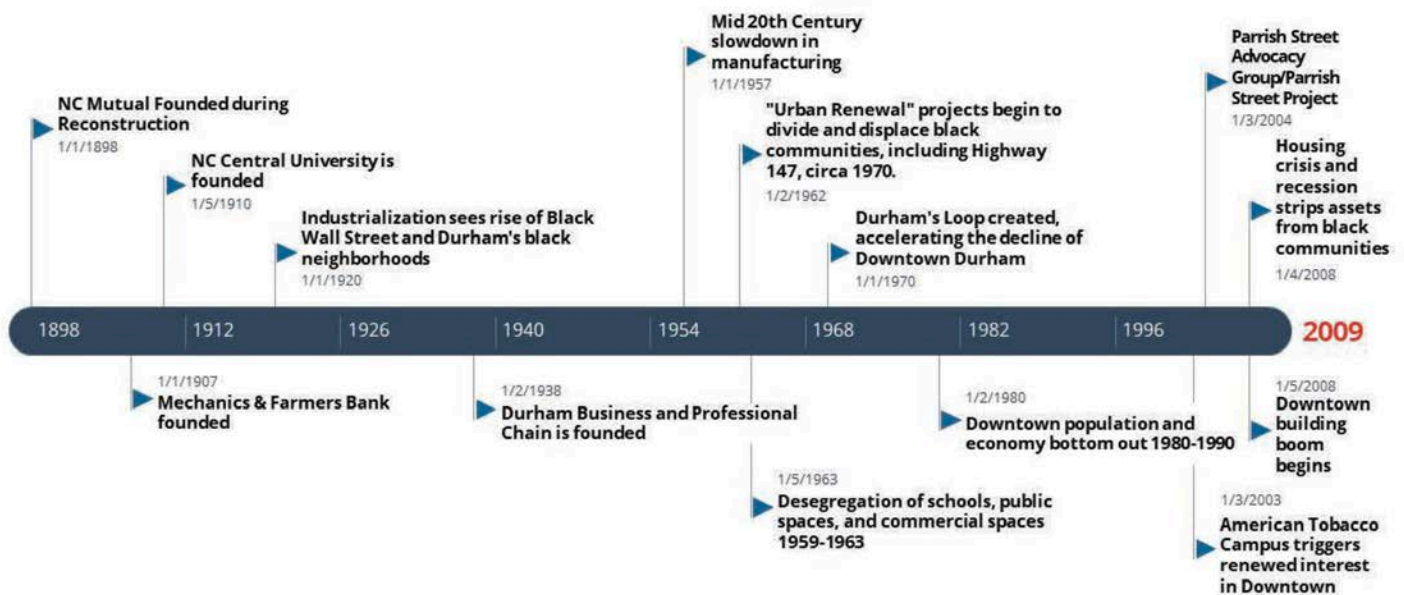 NC Mutual Founded during
Reconstruction
1/1/1898
NC Central University is
founded
1/5/1910
Industrialization sees rise of Black
Wall Street and Durham's black
neighborhoods
1/1/1920
Mid 20th Century
slowdown in
manufacturing
1/1/1957
"Urban Renewal" projects begin to
divide and displace black
communities, including Highway
147, circa 1970.
1/2/1962
Durham's Loop created,
accelerating the decline of
Downtown Durham
1/1/1970
Parrish Street
Advocacy
Group/Parrish
Street Project
1/3/2004
Housing
crisis and
recession
strips assets
from black
communities
1/4/2008
1898 1912 1926 1940 1954 1968 1982 1996 2009
1/1/1907
Mechanics & Farmers Bank
founded
1/2/1938
Durham Business and Professional
Chain is founded
1/5/1963
Desegregation of schools, public
spaces, and commercial spaces
1959-1963
1/2/1980
Downtown population and
economy bottom out 1980-1990
1/5/2008
Downtown
building
boom
begins
1/3/2003
American Tobacco
Campus triggers
renewed interest
in Downtown